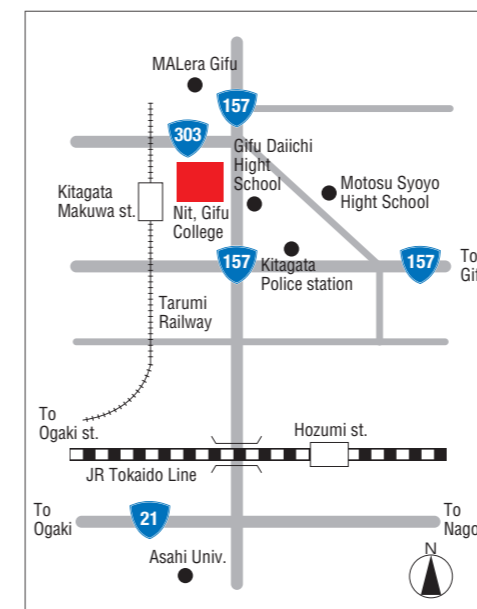 MALera Gifu
157
303
Gifu Daiichi
Hight
School
Kitagata
Makuwa st.
Nit, Gifu
College
Motosu Syoyo
Hight School
157
Kitagata
Police station
157
To
Gif
Tarumi
Railway
To
Ogaki st.
Hozumi st.
JR Tokaido Line
To
Ogaki
21
To
Nago
Asahi Univ.
N